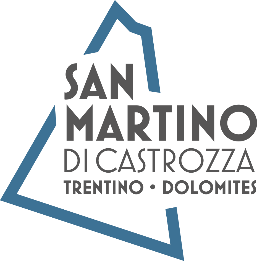 SAN
MARTINO
DI CASTROZZA
TRENTINO • DOLOMITES